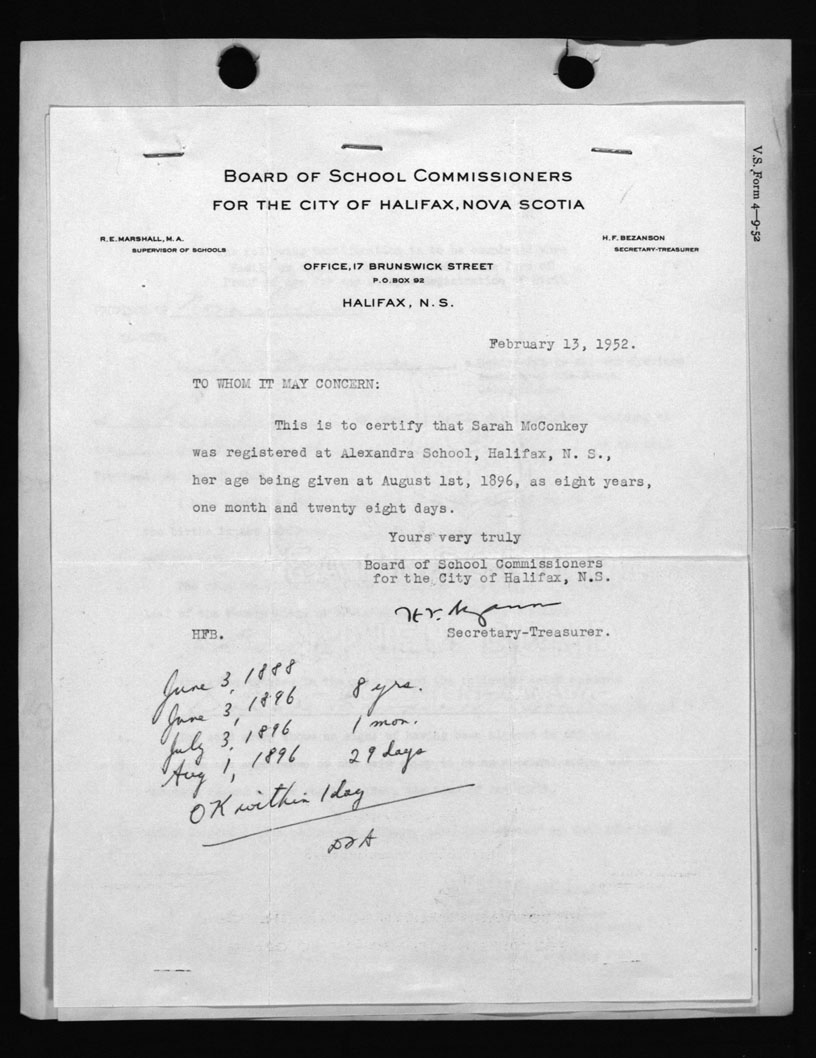 BOARD OF SCHOOL COMMISSIONERS
FOR THE CITY OF HALIFAX, NOVA SCOTIA
R. E. MARSHALL, M. A.
SUPERVISOR OF SCHOOLS
H. F. BEZANSON
SECRETARY-TREASURER
OFFICE, 17 BRUNSWICK STREET
P. O. BOX 92
HALIFAX, N. S.
V. S. Form 4—9-52
February 13, 1952.
TO WHOM IT MAY CONCERN:
This is to certify that Sarah McConkey
was registered at Alexandra School, Halifax, N. S.,
her age being given at August 1st, 1896, as eight years,
one month and twenty eight days.
Yours very truly
Board of School Commissioners
for the City of Halifax, N.S.
HFB.
Secretary-Treasurer.
June 3, 1888
June 3, 1896 8 yrs.
July 3, 1896 1 mon.
Aug 1, 1896 29 days
OK within 1 day